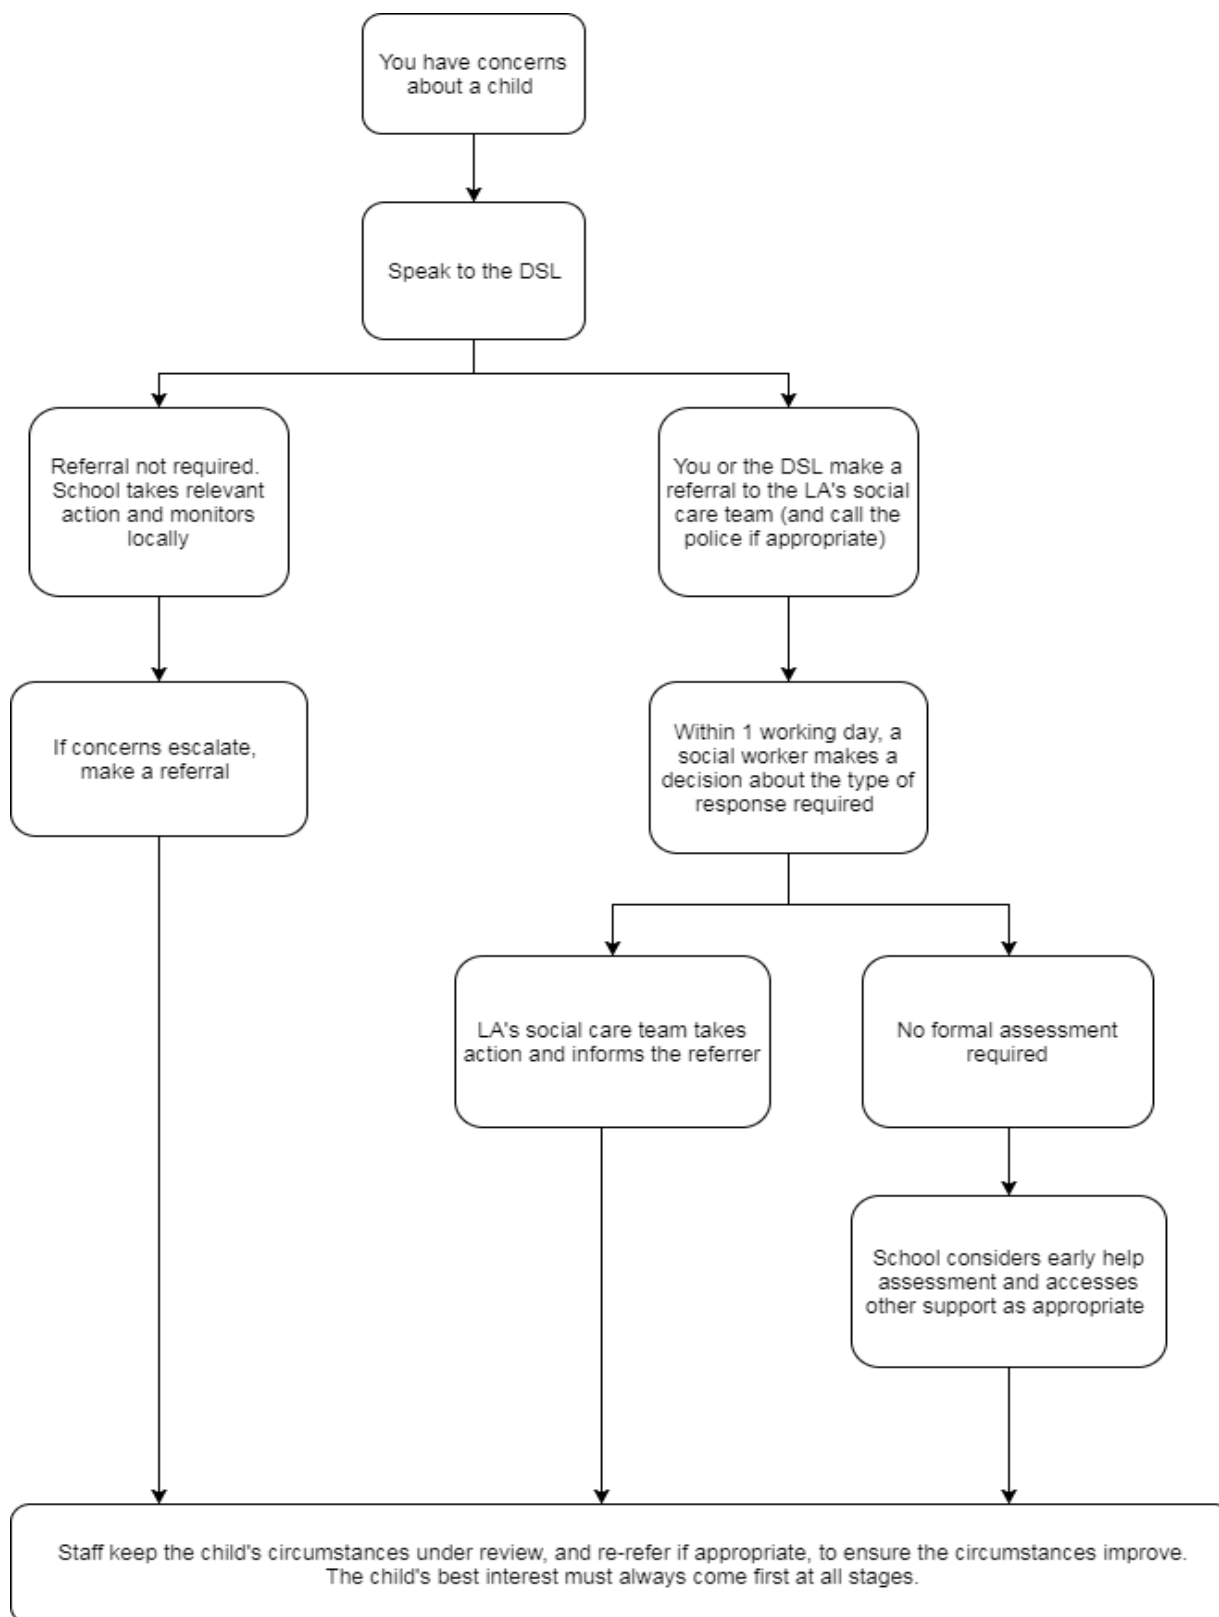 You have concerns
about a child
Speak to the DSL
Referral not required.
School takes relevant
action and monitors
locally
You or the DSL make a
referral to the LA's social
care team (and call the
police if appropriate)
If concerns escalate,
make a referral
Within 1 working day, a
social worker makes a
decision about the type of
response required
LA's social care team takes
action and informs the referrer
No formal assessment
required
School considers early help
assessment and accesses
other support as appropriate
Staff keep the child's circumstances under review, and re-refer if appropriate, to ensure the circumstances improve.
The child's best interest must always come first at all stages.